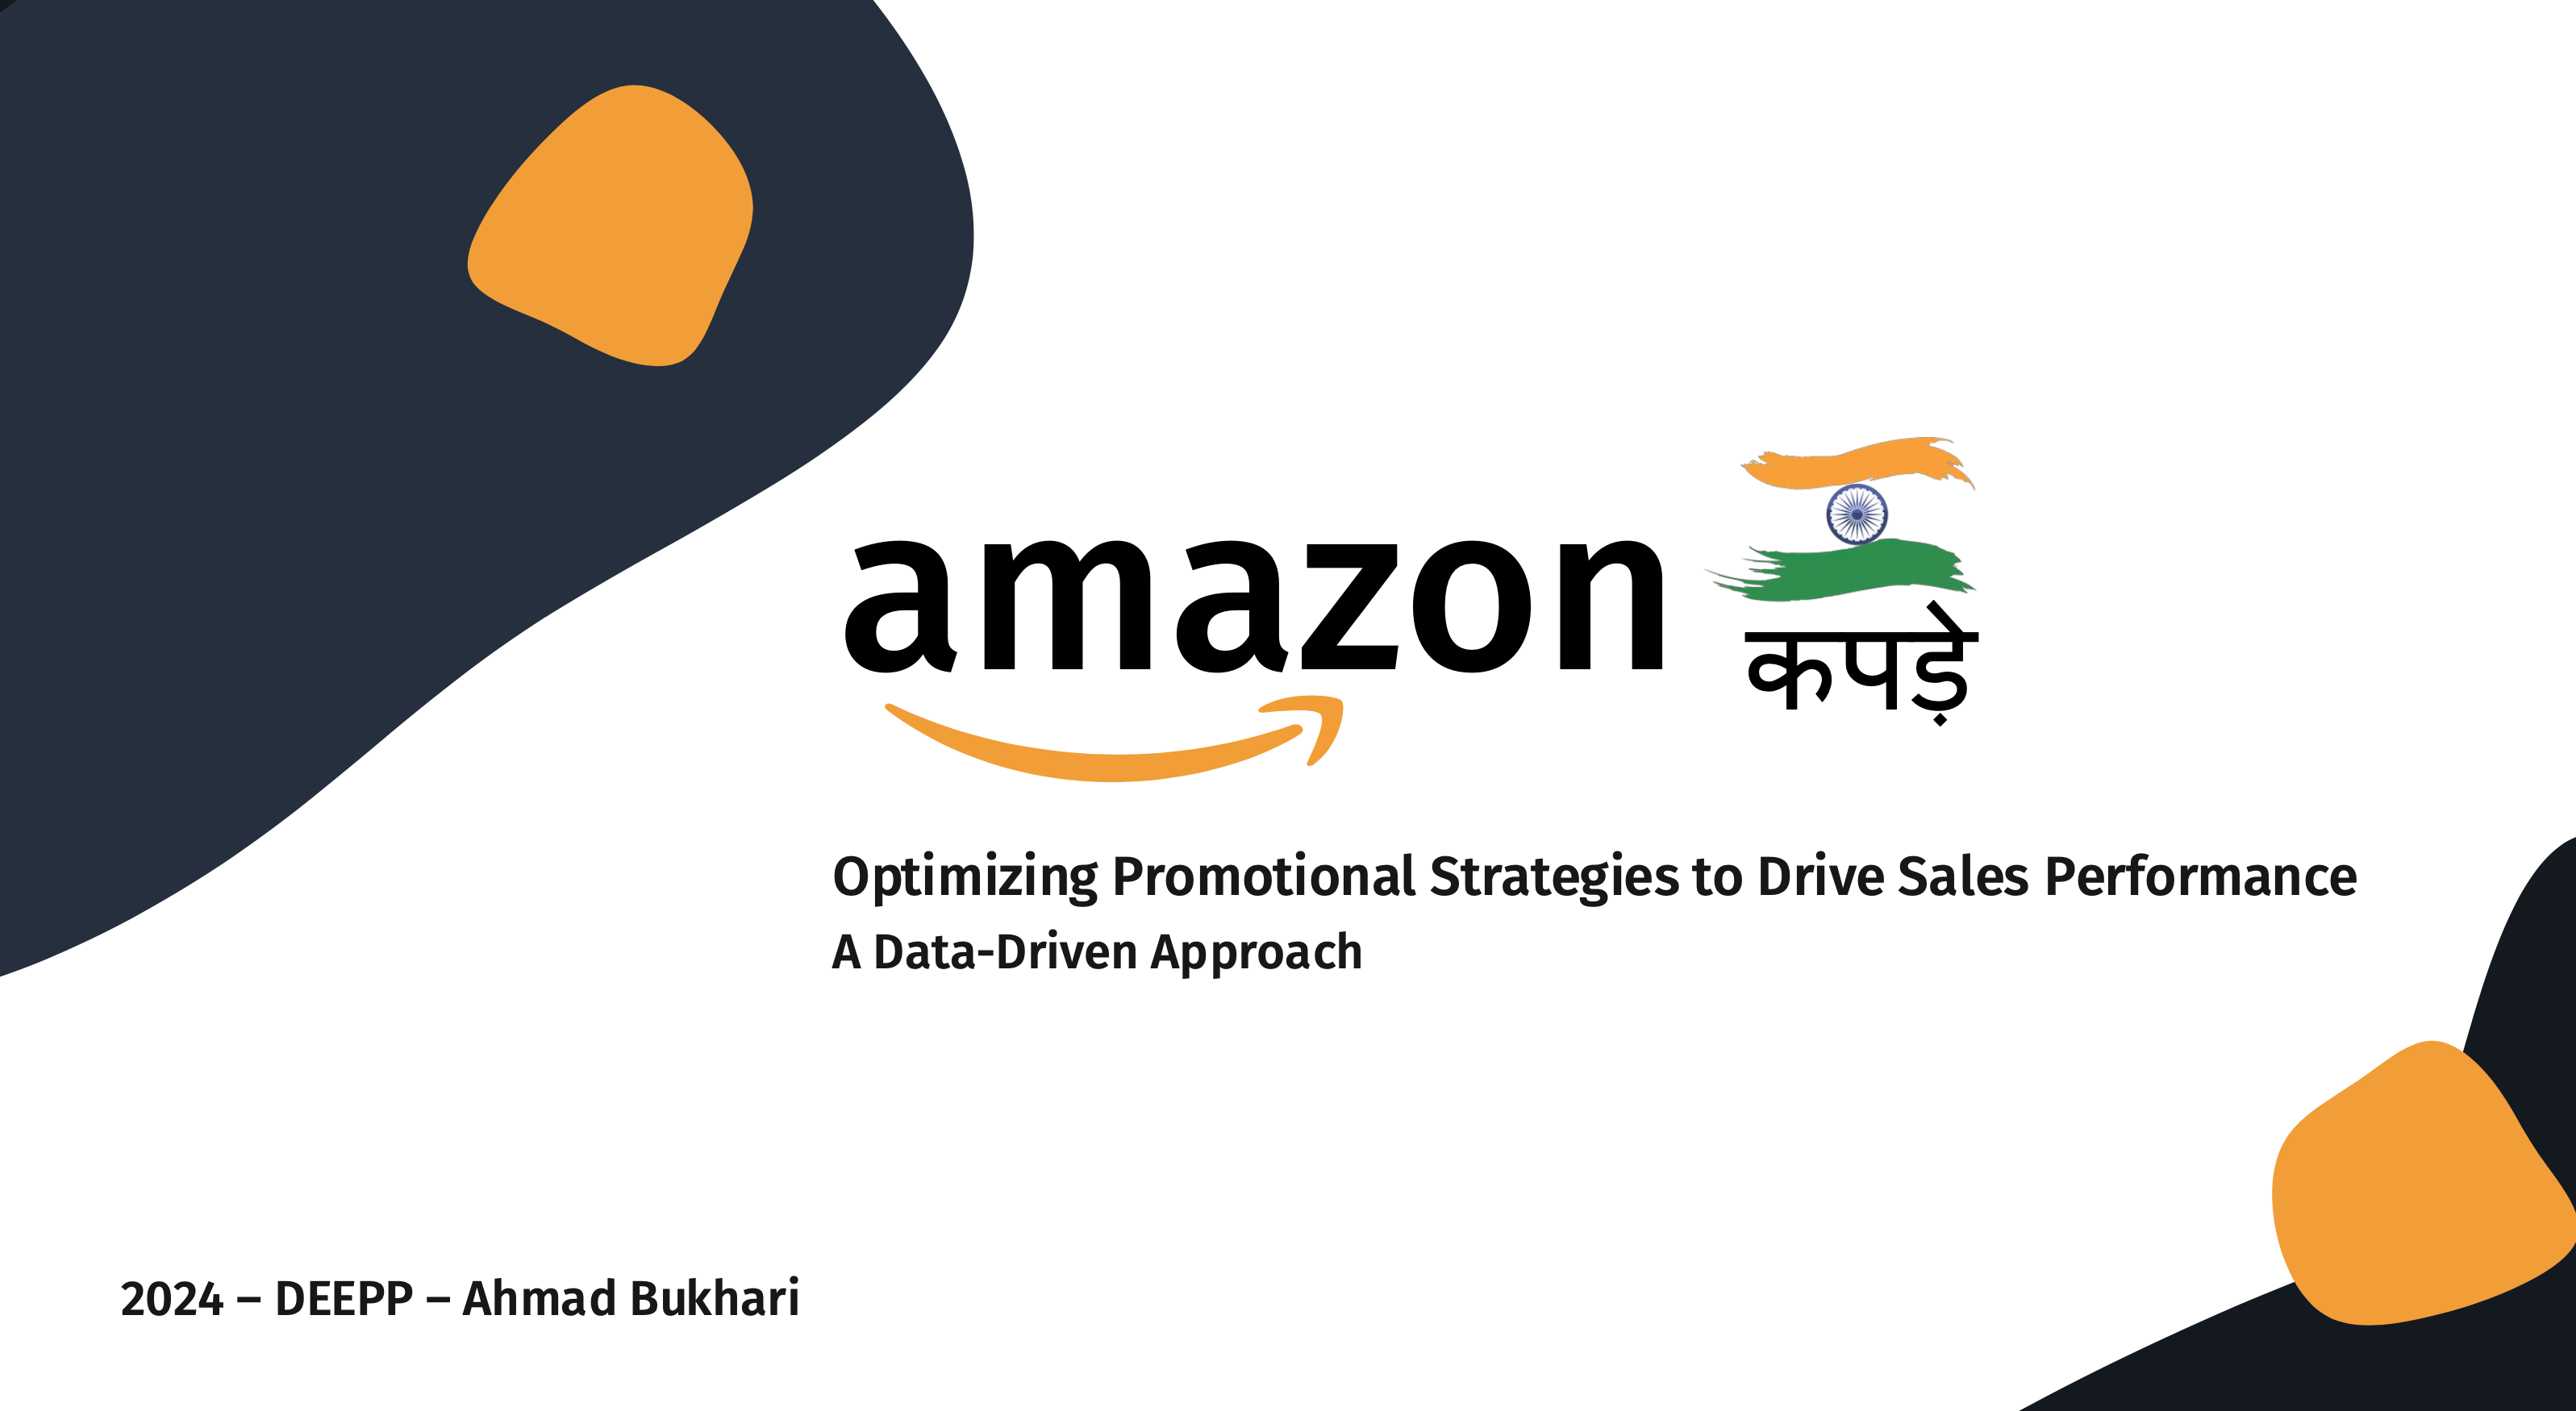 amazon
कपड़े
Optimizing Promotional Strategies to Drive Sales Performance
A Data-Driven Approach
2024 – DEEPP – Ahmad Bukhari